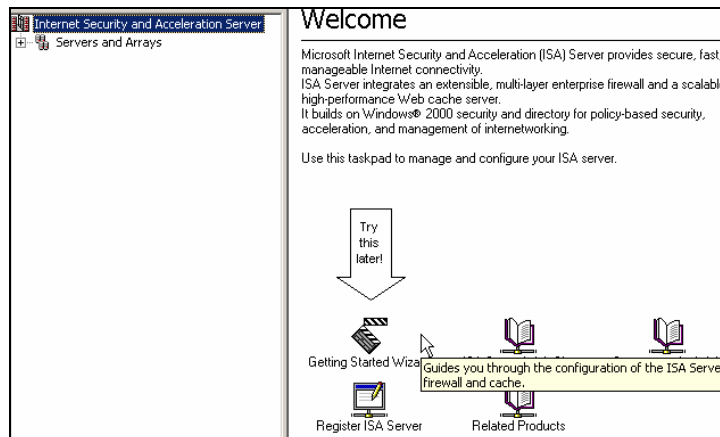 Internet Security and Acceleration Server
Servers and Arrays
Welcome
Microsoft Internet Security and Acceleration (ISA) Server provides secure, fast,
manageable Internet connectivity.
ISA Server integrates an extensible, multi-layer enterprise firewall and a
high-performance Web cache server.
It builds on Windows® 2000 security and directory for policy-based security,
acceleration, and management of internetworking.
Use this taskpad to manage and configure your ISA server.
Try
this
later!
Getting Started
Guides you through the configuration of the ISA
firewall and cache.
Register ISA Server
Related Products